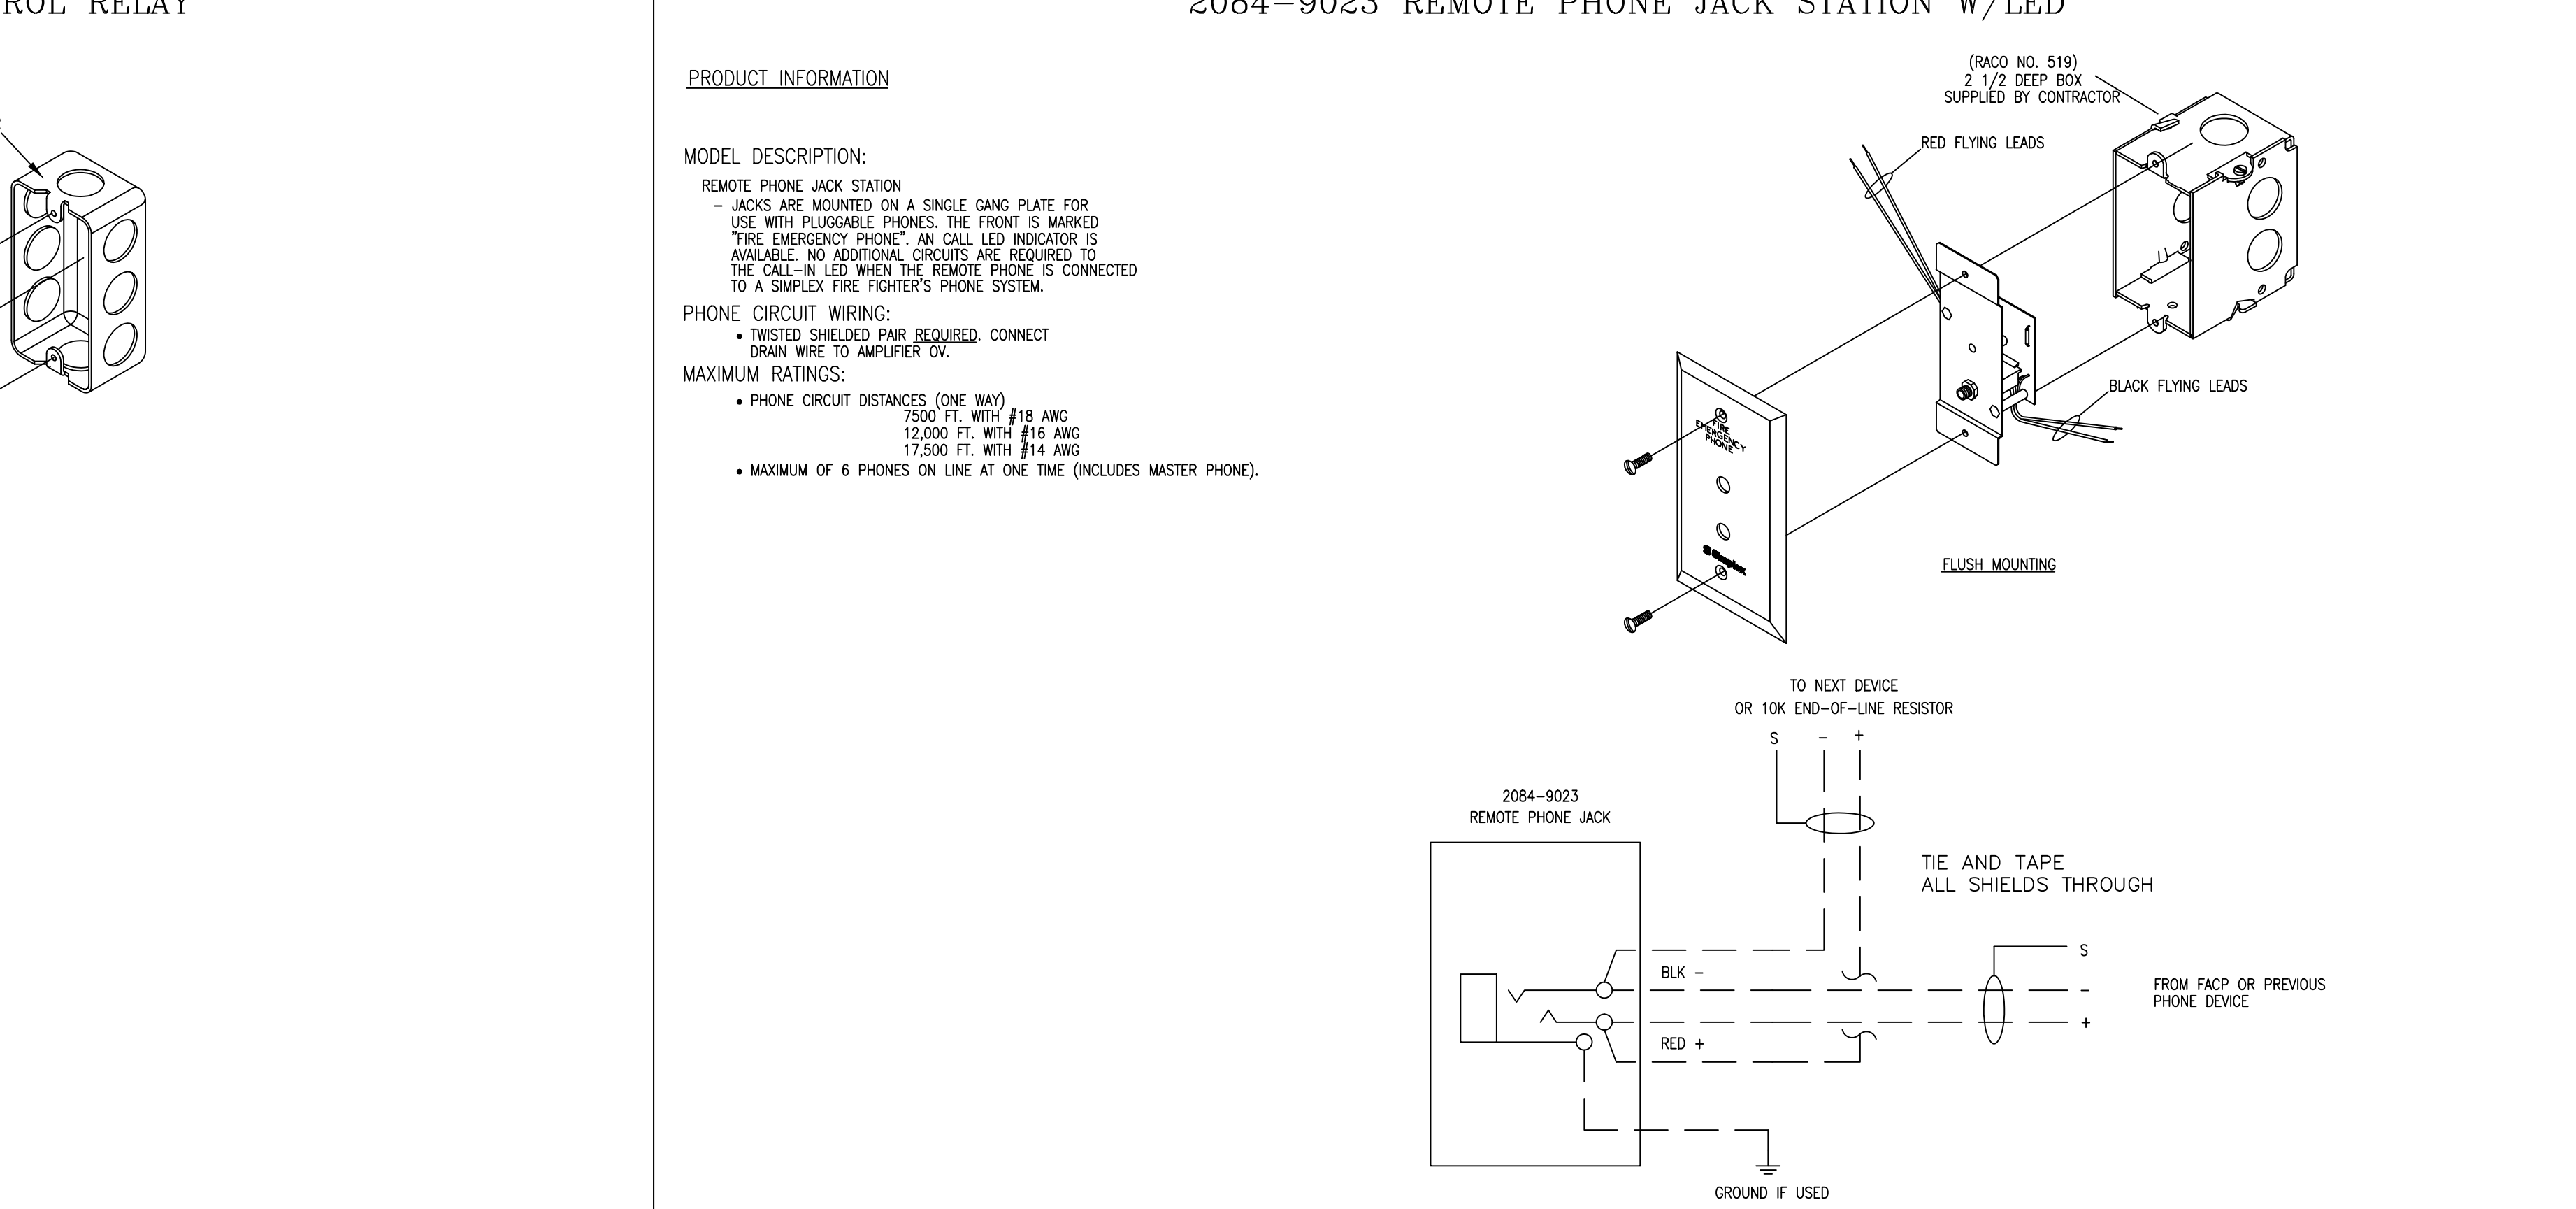 ROL RELAY
2084-9023 REMOTE PHONE JACK STATION W/LED
PRODUCT INFORMATION
MODEL DESCRIPTION:
REMOTE PHONE JACK STATION
- JACKS ARE MOUNTED ON A SINGLE GANG PLATE FOR
USE WITH PLUGGABLE PHONES. THE FRONT IS MARKED
"FIRE EMERGENCY PHONE". AN CALL LED INDICATOR IS
AVAILABLE. NO ADDITIONAL CIRCUITS ARE REQUIRED TO
THE CALL-IN LED WHEN THE REMOTE PHONE IS CONNECTED
TO A SIMPLEX FIRE FIGHTER'S PHONE SYSTEM.
PHONE CIRCUIT WIRING:
• TWISTED SHIELDED PAIR REQUIRED. CONNECT
DRAIN WIRE TO AMPLIFIER OV.
MAXIMUM RATINGS:
• PHONE CIRCUIT DISTANCES (ONE WAY)
7500 FT. WITH #18 AWG
12,000 FT. WITH #16 AWG
17,500 FT. WITH #14 AWG
• MAXIMUM OF 6 PHONES ON LINE AT ONE TIME (INCLUDES MASTER PHONE).
(RACO NO. 519)
2 1/2 DEEP BOX
SUPPLIED BY CONTRACTOR
RED FLYING LEADS
BLACK FLYING LEADS
FIRE
EMERGENCY
PHONE
Simplex
FLUSH MOUNTING
TO NEXT DEVICE
OR 10K END-OF-LINE RESISTOR
S - +
2084-9023
REMOTE PHONE JACK
TIE AND TAPE
ALL SHIELDS THROUGH
BLK -
RED +
S
-
+
FROM FACP OR PREVIOUS
PHONE DEVICE
GROUND IF USED